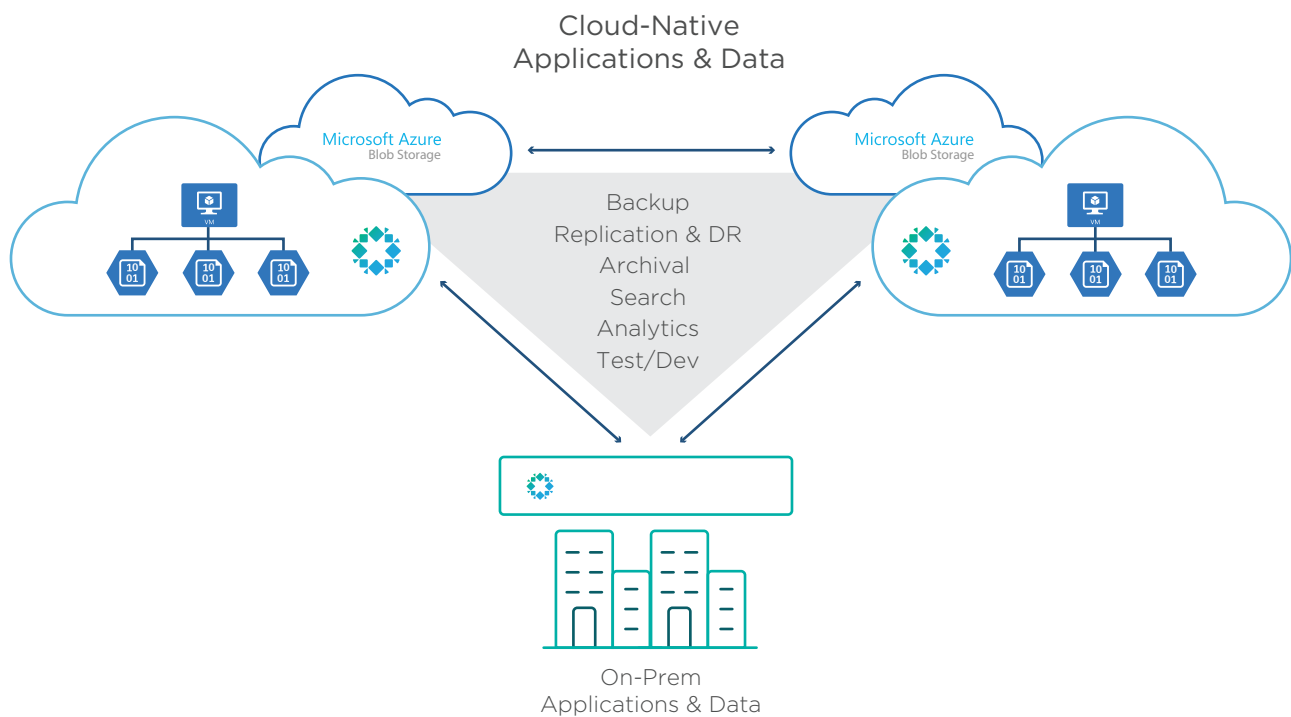 Cloud-Native
Applications & Data
Microsoft Azure
Blob Storage
Microsoft Azure
Blob Storage
VM
10
01
10
01
10
01
Backup
Replication & DR
Archival
Search
Analytics
Test/Dev
VM
10
01
10
01
10
01
On-Prem
Applications & Data